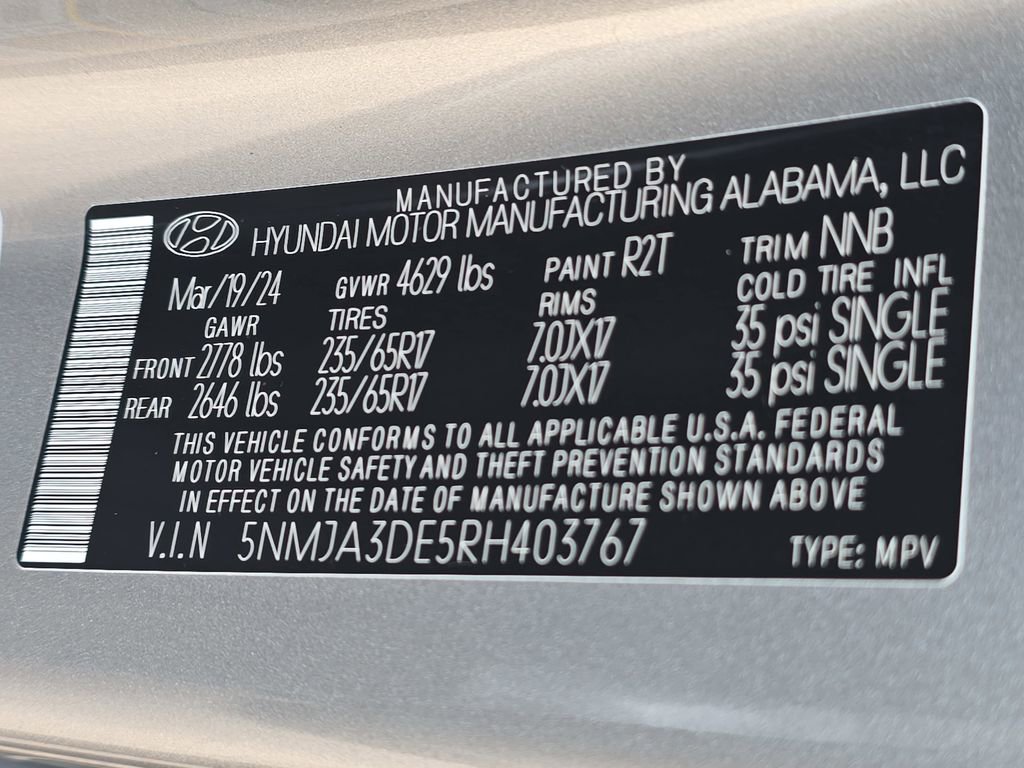 MANUFACTURED BY
HYUNDAI MOTOR MANUFACTURING ALABAMA, LLC
Mar/19/24 GVWR 4629 lbs PAINT R2T TRIM NNB
GAWR TIRES RIMS COLD TIRE INFL
FRONT 2778 lbs 235/65R17 7.0JX17 35 psi SINGLE
REAR 2646 lbs 235/65R17 7.0JX17 35 psi SINGLE
THIS VEHICLE CONFORMS TO ALL APPLICABLE U.S.A. FEDERAL
MOTOR VEHICLE SAFETY AND THEFT PREVENTION STANDARDS
IN EFFECT ON THE DATE OF MANUFACTURE SHOWN ABOVE
V.I.N 5NMJA3DE5RH403767 TYPE: MPV